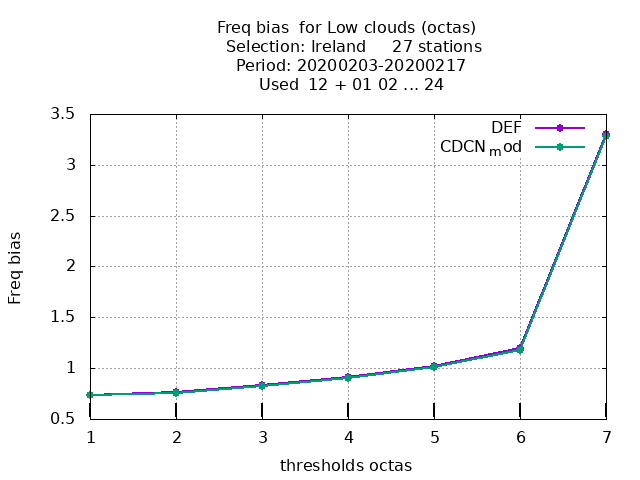 Freq bias  for Low clouds (octas)
Selection: Ireland     27 stations
Period: 20200203-20200217
Used  12 + 01 02 ... 24
3.5
3
2.5
2
1.5
1
0.5
Freq bias
DEF
CDCNmod
1 2 3 4 5 6 7
thresholds octas